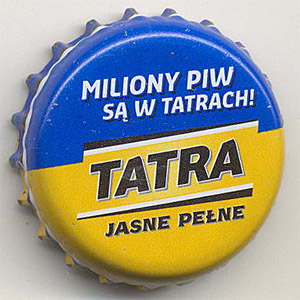 MILIONY PIW
SĄ W TATRACH!
TATRA
JASNE PEŁNE